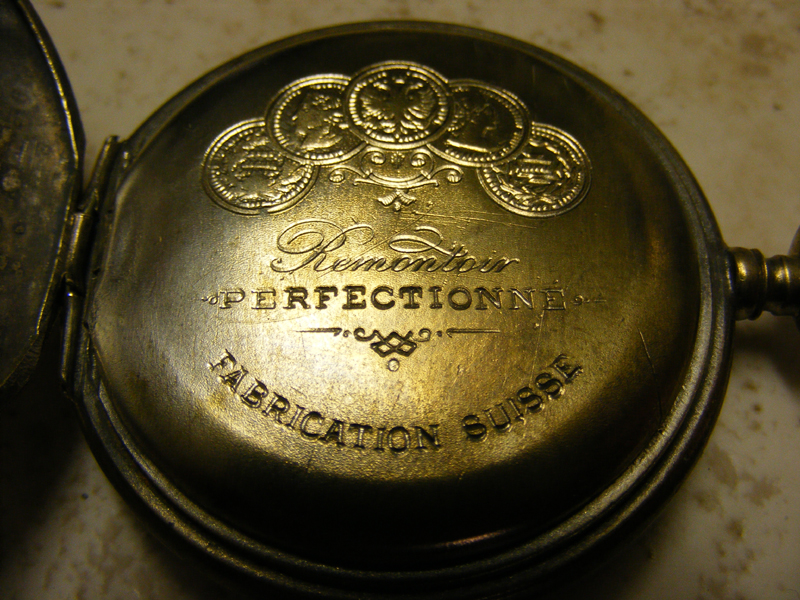 Remontoir
PERFECTIONNE
FABRICATION SUISSE